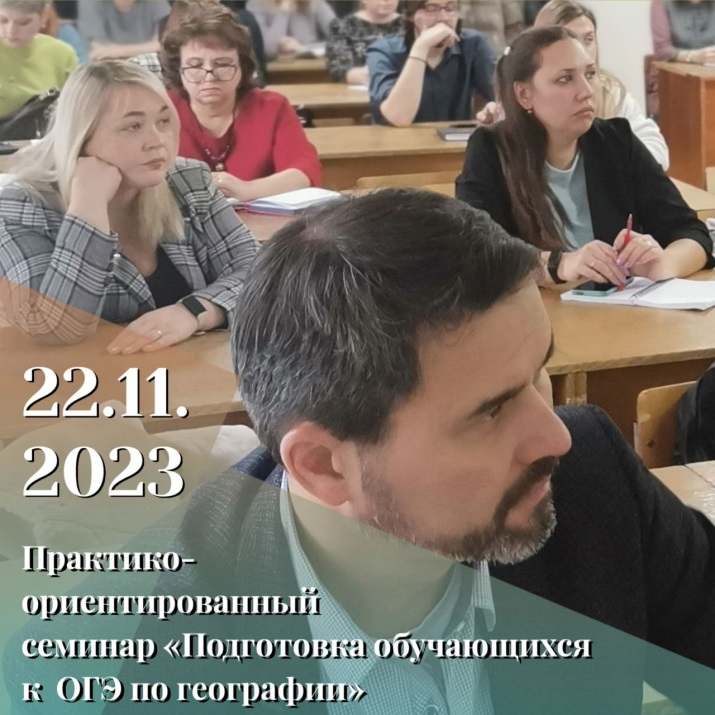 22.11.
2023
Практико-
ориентированный
семинар «Подготовка обучающихся
к ОГЭ по географии»